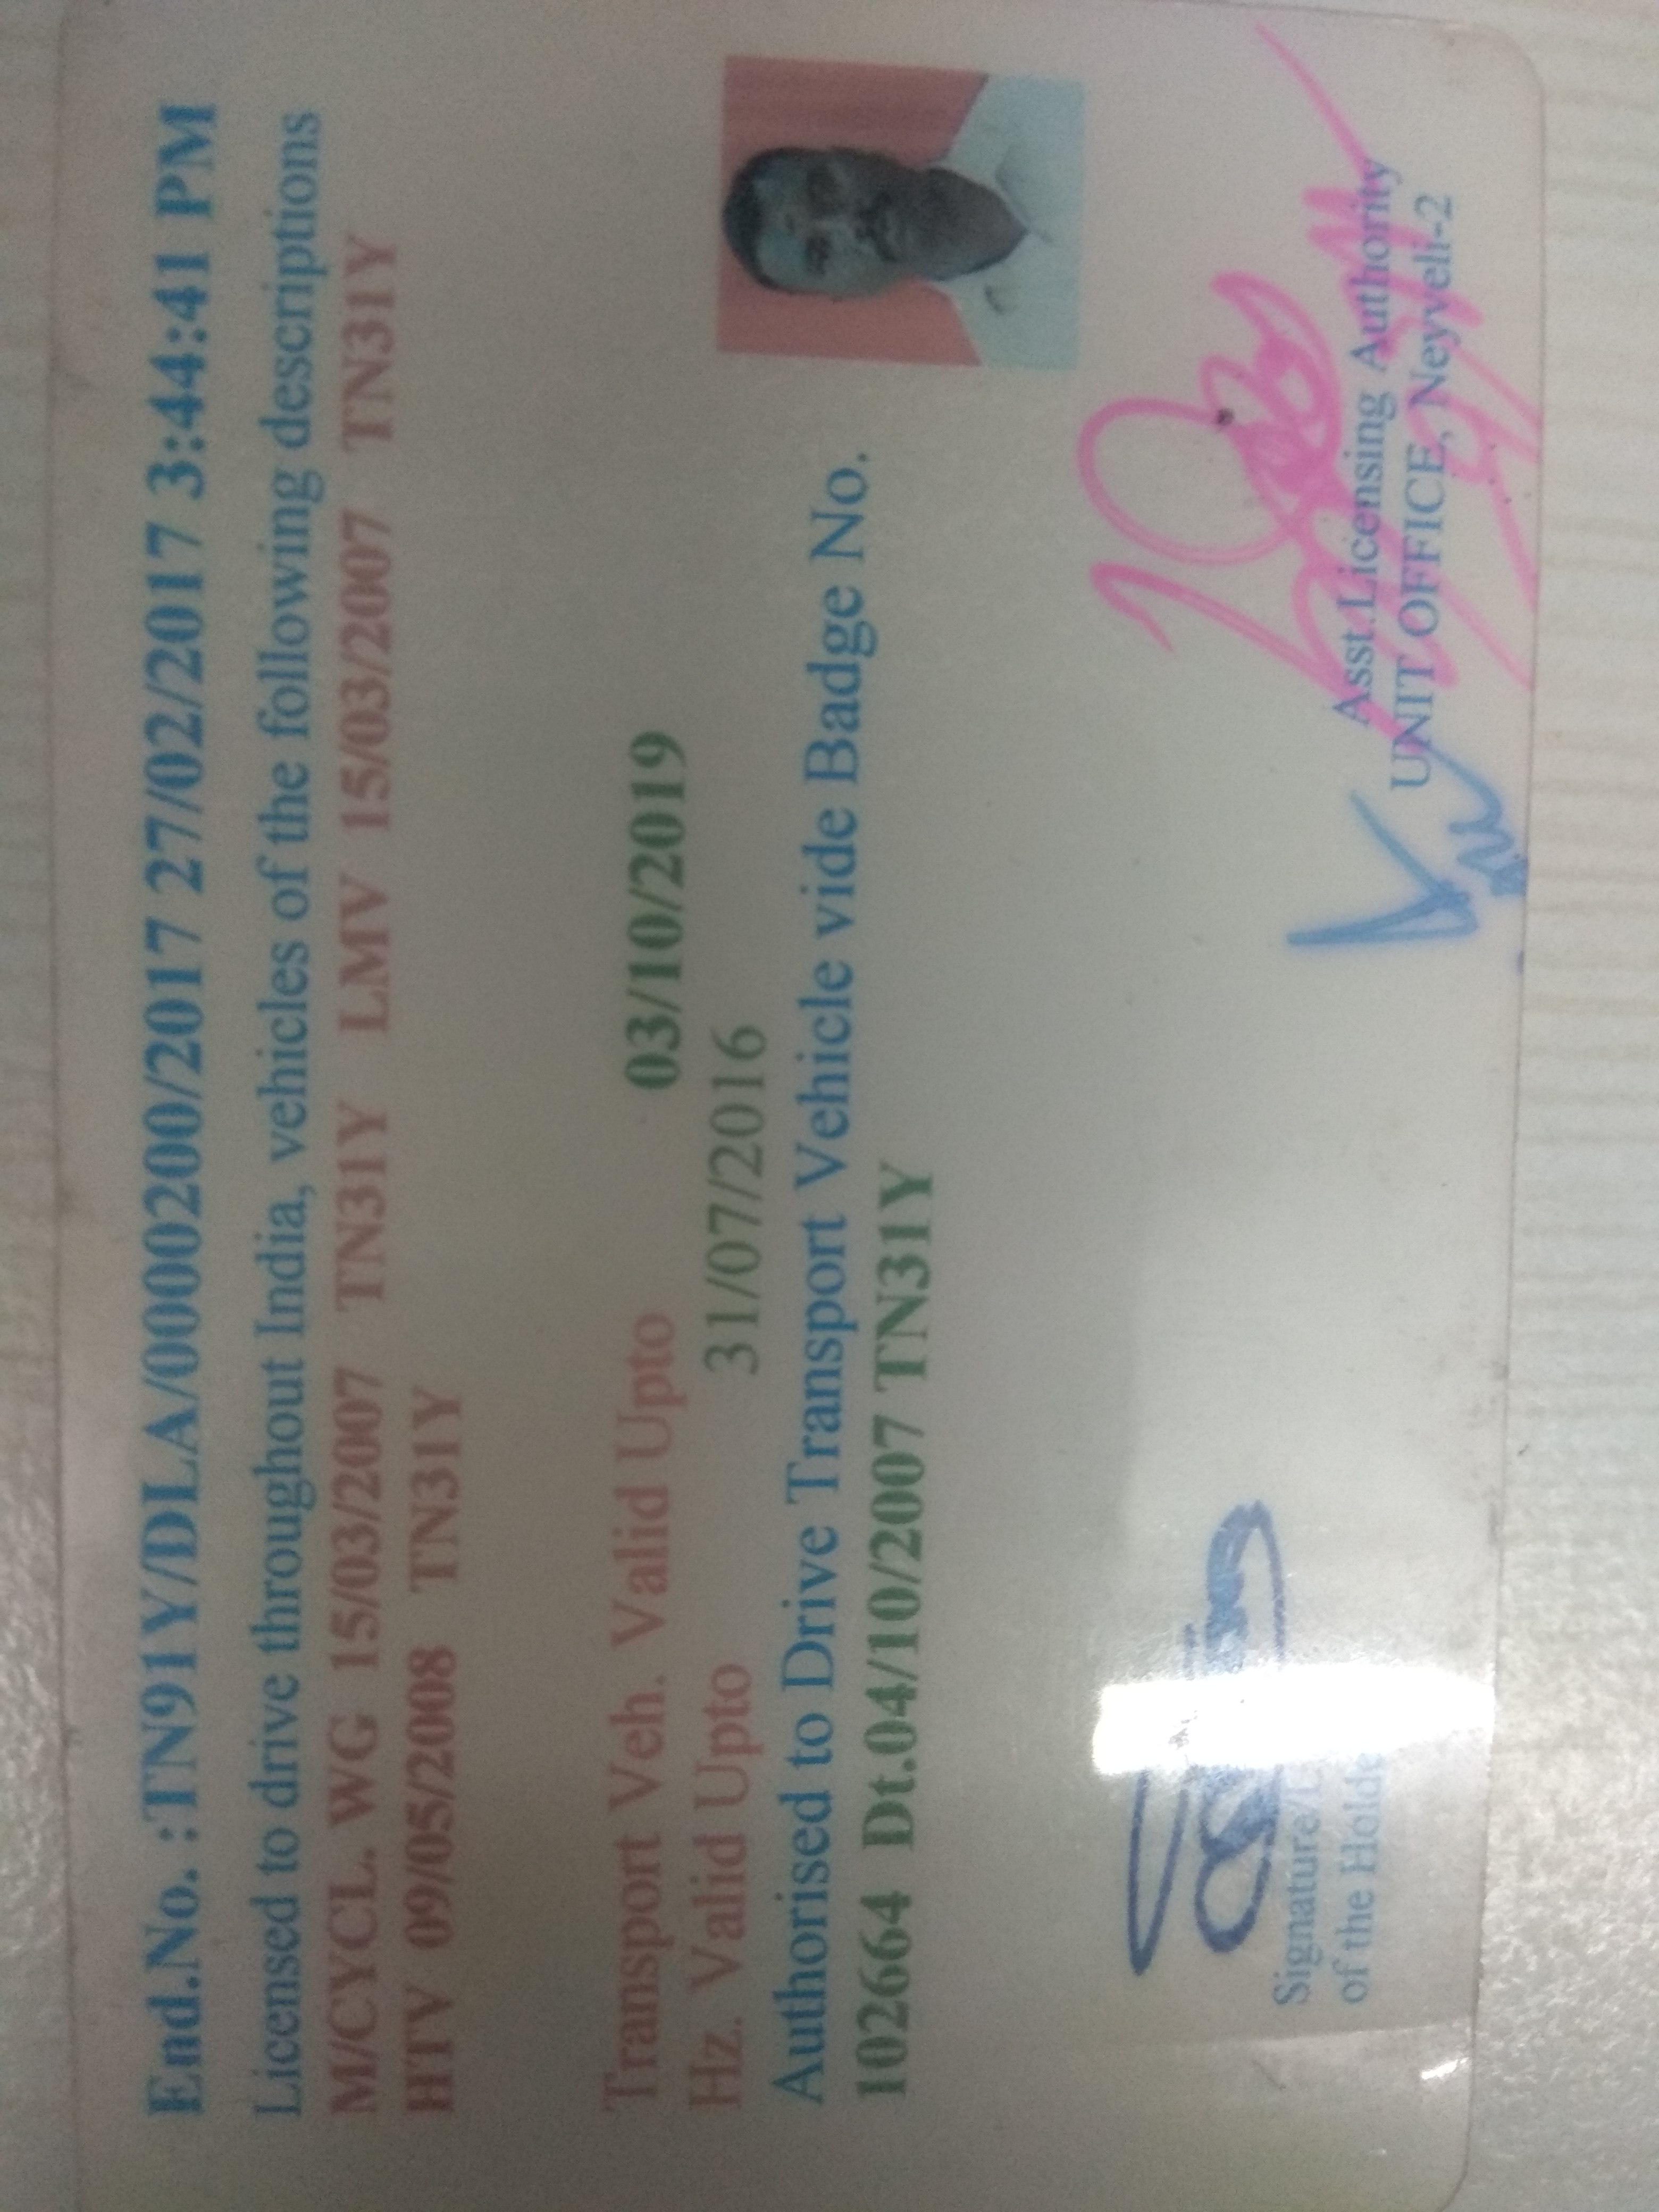 End.No. :TN91Y/DLA/0000200/2017 27/02/2017 3:44:41 PM
Licensed to drive throughout India, vehicles of the following descriptions
M/CYCL. WG 15/03/2007 TN31Y LMV 15/03/2007 TN31Y
HTV 09/05/2008 TN31Y
Transport Veh. Valid Upto 03/10/2019
Hz. Valid Upto 31/07/2016
Authorised to Drive Transport Vehicle vide Badge No.
102664 Dt.04/10/2007 TN31Y
Signature/
of the Holde
Asst.Licensing Authority
UNIT OFFICE, Neyveli-2